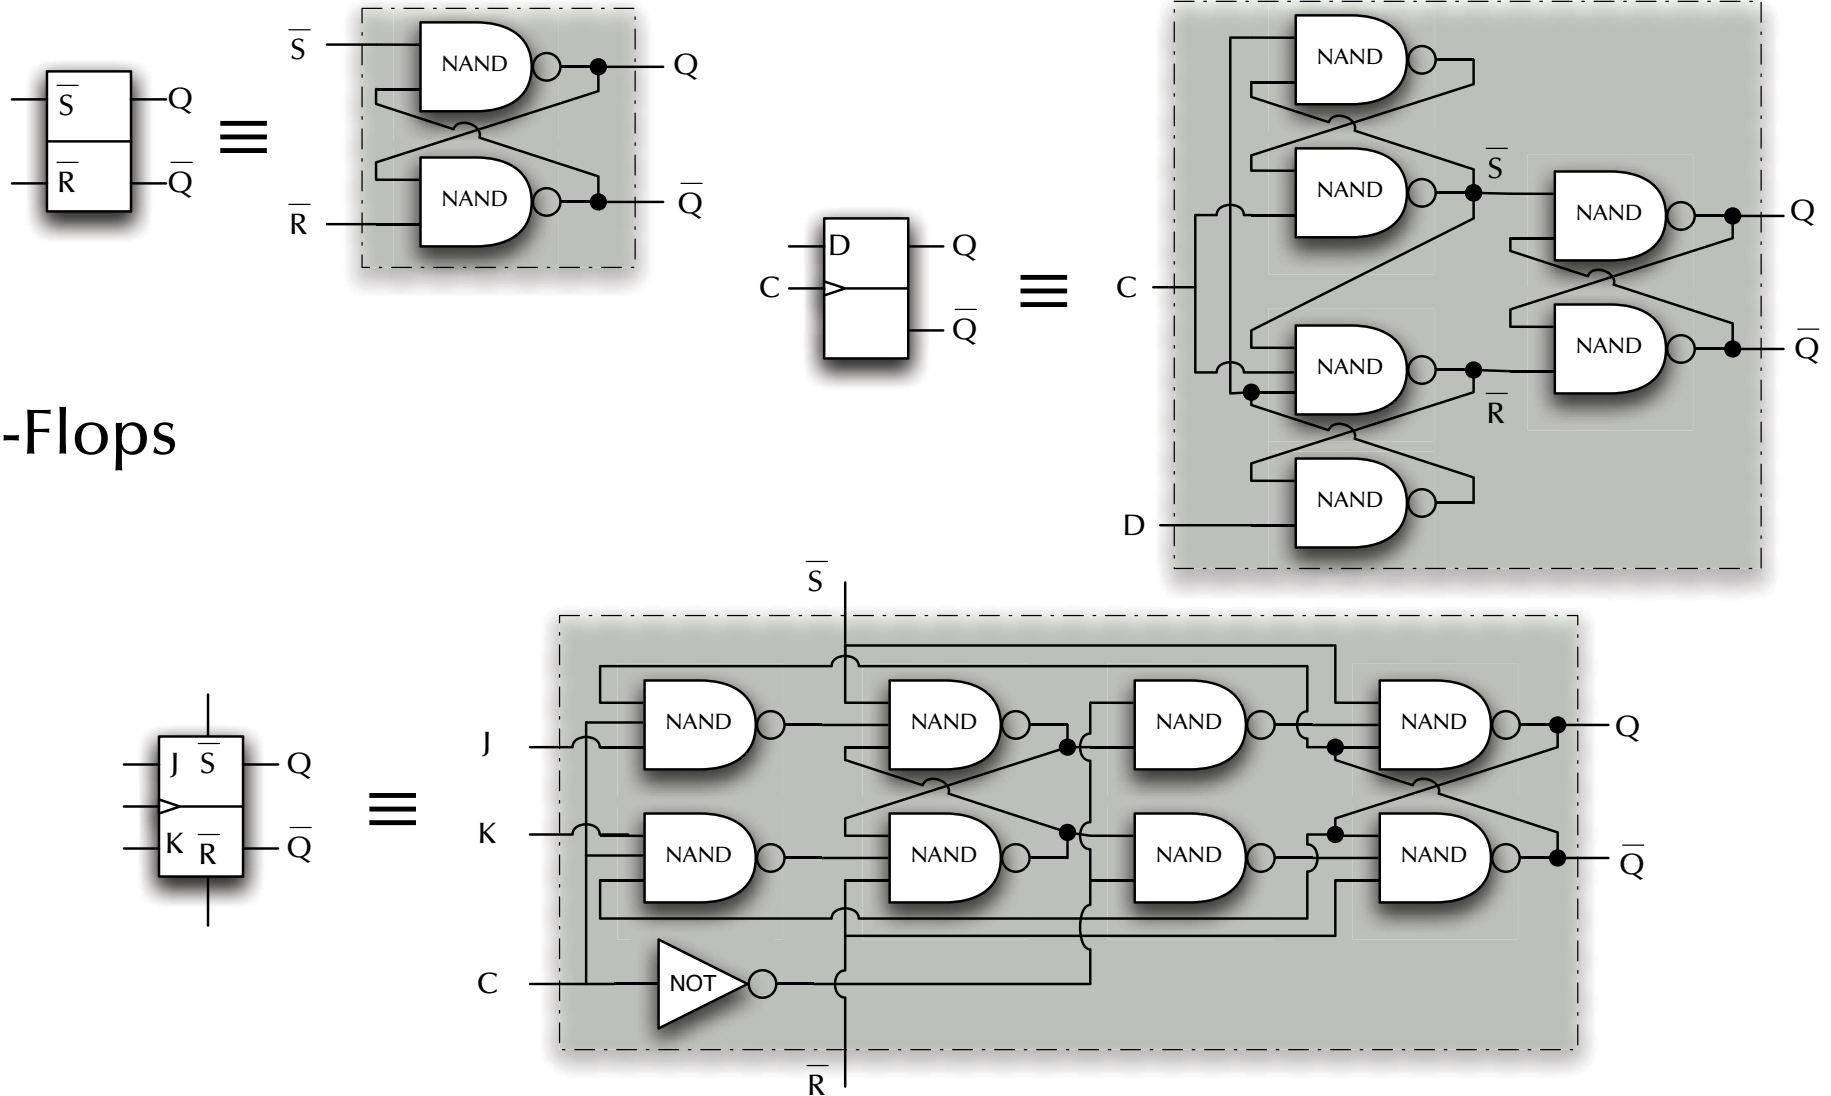 S̅ Q
R̅ Q̅
≡
S̅ NAND Q
R̅ NAND Q̅
D Q
C
Q̅
≡
C
D
NAND
NAND
S̅
NAND
R̅
NAND
NAND Q
NAND Q̅
-Flops
J S̅ Q
K R̅ Q̅
≡
S̅
J NAND NAND NAND NAND Q
K NAND NAND NAND NAND Q̅
C NOT
R̅